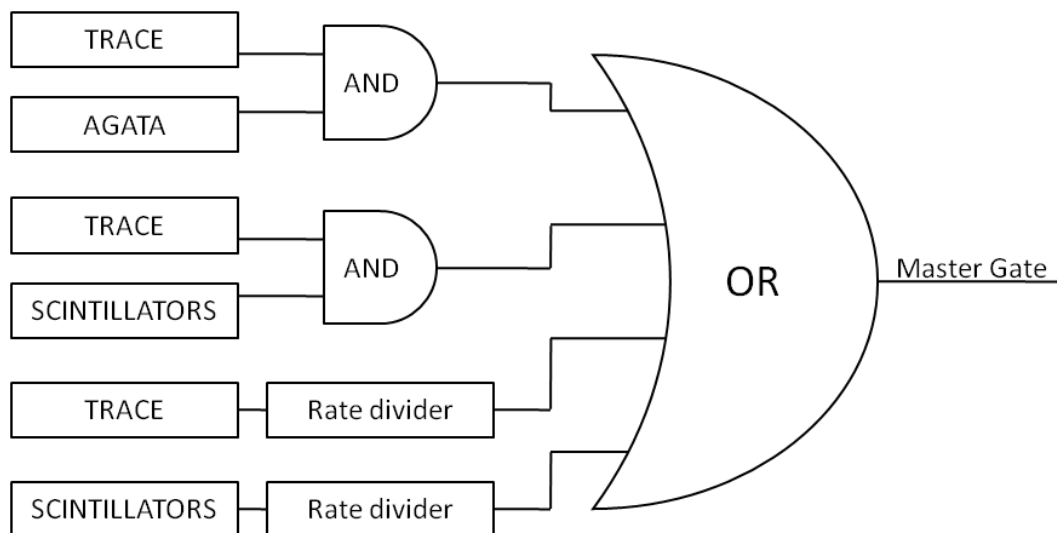 TRACE
AND
AGATA
TRACE
AND
SCINTILLATORS
OR
Master Gate
TRACE
Rate divider
SCINTILLATORS
Rate divider